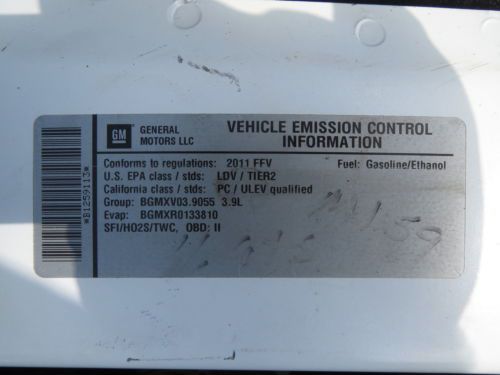 GM
GENERAL MOTORS LLC
VEHICLE EMISSION CONTROL INFORMATION
Conforms to regulations: 2011 FFV Fuel: Gasoline/Ethanol
U.S. EPA class / stds: LDV / TIER2
California class / stds: PC / ULEV qualified
Group: BGMXV03.9055 3.9L
Evap: BGMXR0133810
SFI/HO2S/TWC, OBD: II
*B1259113*